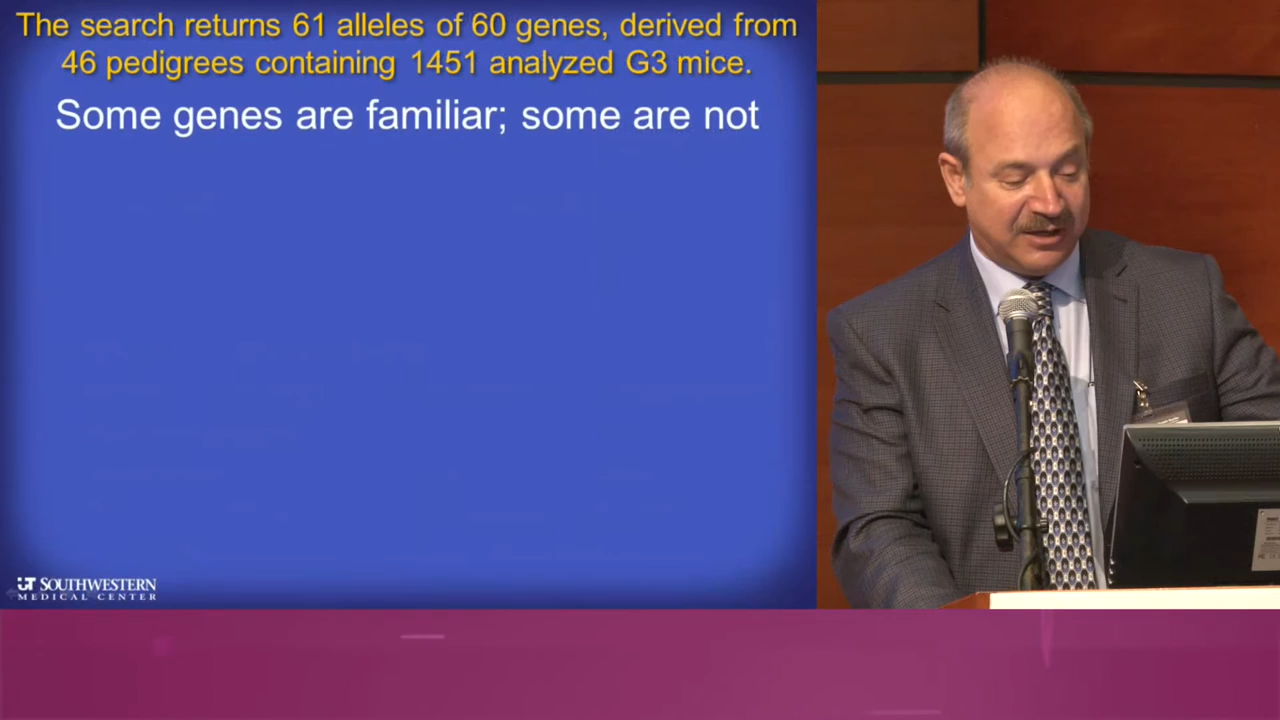 The search returns 61 alleles of 60 genes, derived from
46 pedigrees containing 1451 analyzed G3 mice.
Some genes are familiar; some are not
UT SOUTHWESTERN
MEDICAL CENTER